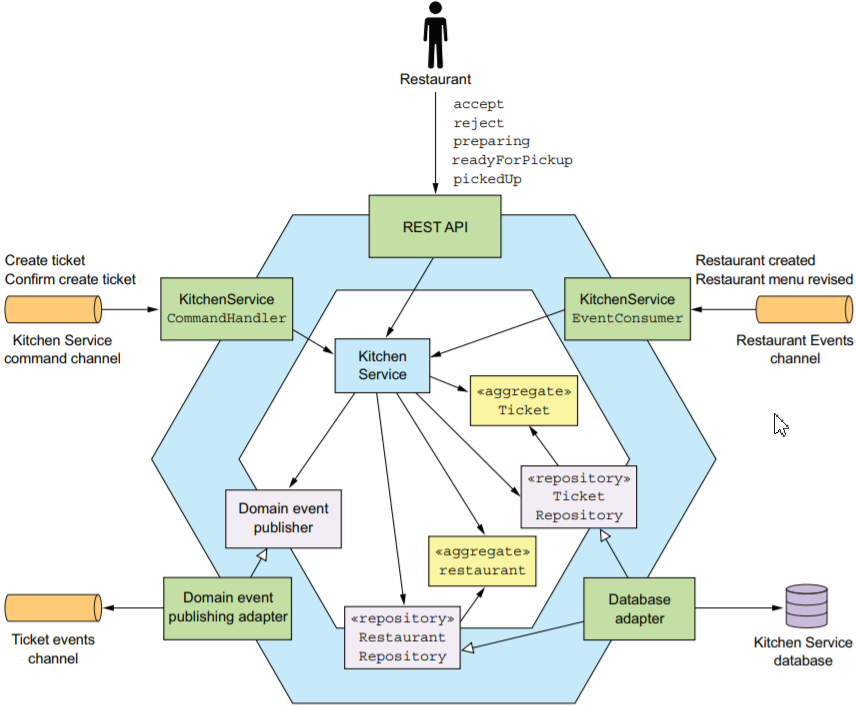 Restaurant
accept
reject
preparing
readyForPickup
pickedUp
REST API
Create ticket
Confirm create ticket
Kitchen Service
command channel
KitchenService
CommandHandler
KitchenService
EventConsumer
Restaurant created
Restaurant menu revised
Restaurant Events
channel
Kitchen
Service
«aggregate»
Ticket
«repository»
Ticket
Repository
Domain event
publisher
«aggregate»
restaurant
Domain event
publishing adapter
Ticket events
channel
«repository»
Restaurant
Repository
Database
adapter
Kitchen Service
database